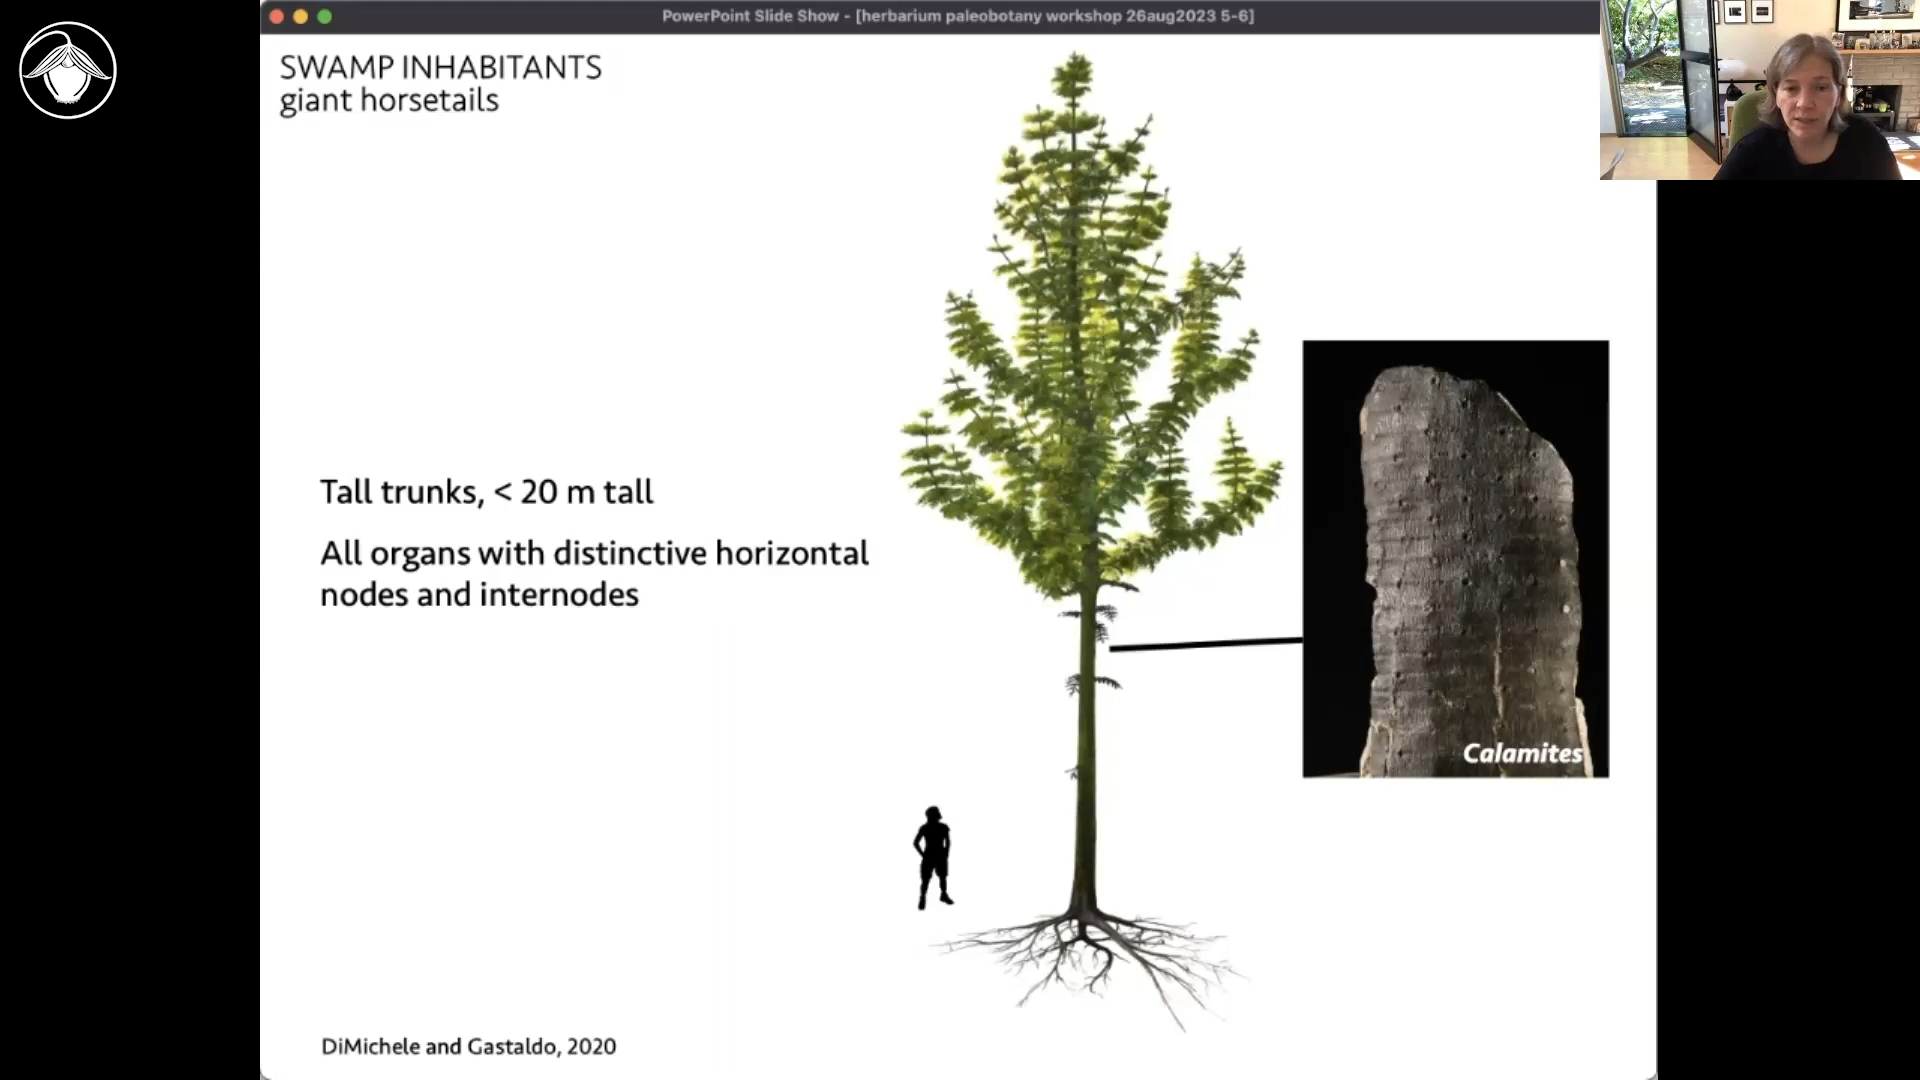 PowerPoint Slide Show - [herbarium paleobotany workshop 26aug2023 5-6]
SWAMP INHABITANTS
giant horsetails
Tall trunks, < 20 m tall
All organs with distinctive horizontal
nodes and internodes
Calamites
DiMichele and Gastaldo, 2020